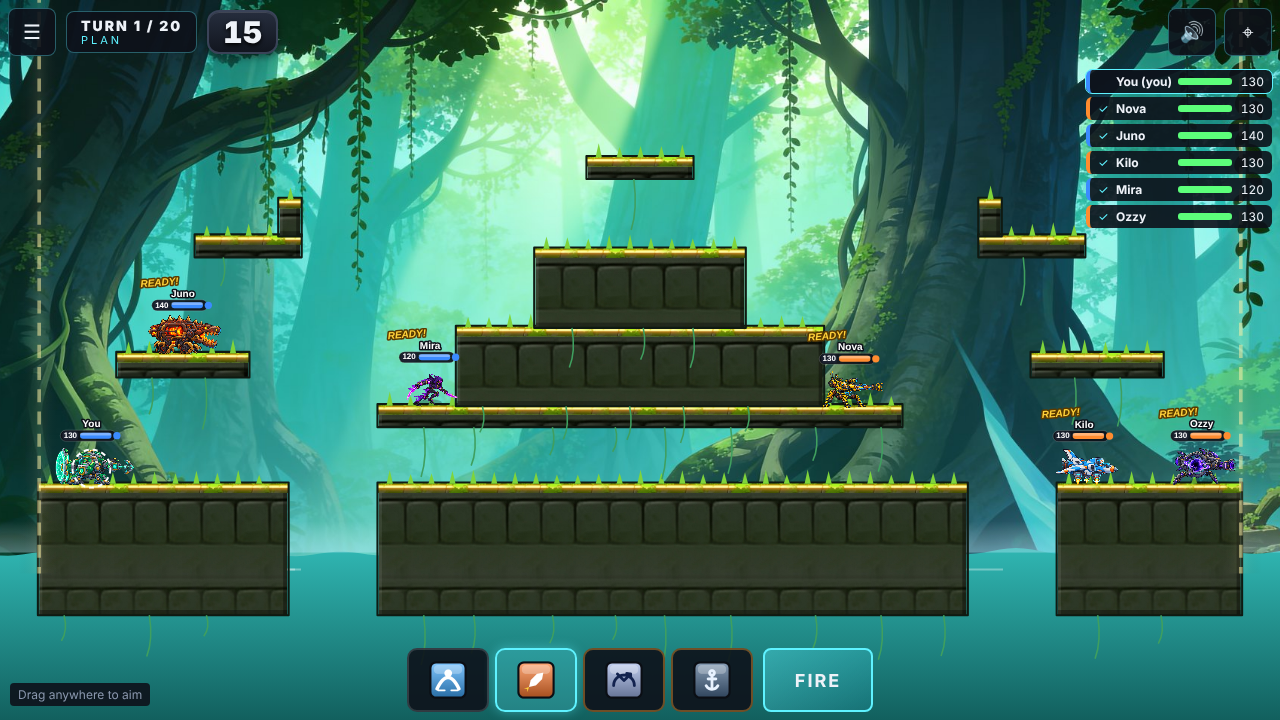 TURN 1 / 20
PLAN
15
You (you) 130
✓ Nova 130
✓ Juno 140
✓ Kilo 130
✓ Mira 120
✓ Ozzy 130
READY!
Juno
140
READY!
Mira
120
READY!
Nova
130
You
130
READY!
Kilo
130
READY!
Ozzy
130
Drag anywhere to aim
FIRE